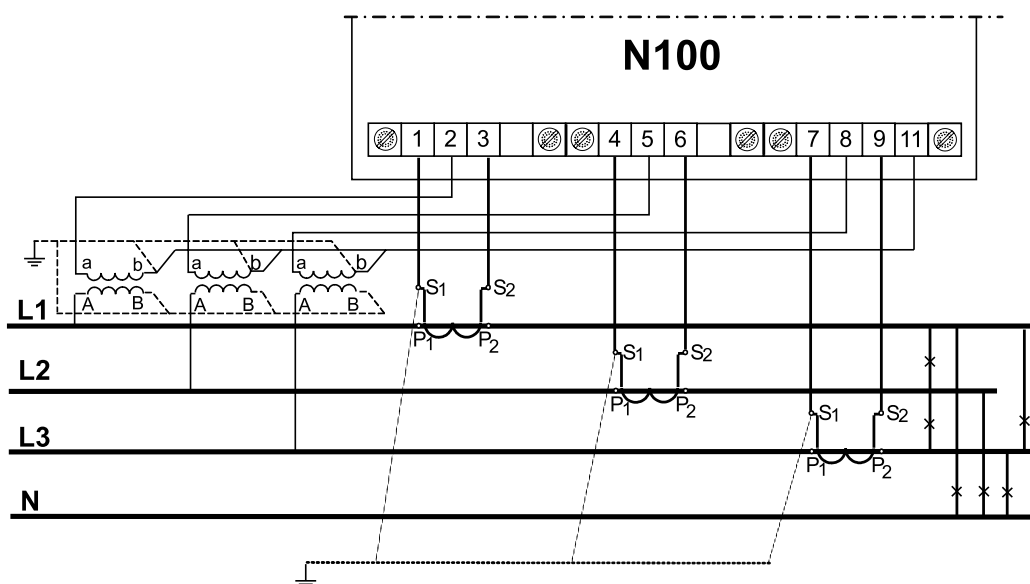 N100
1 2 3 4 5 6 7 8 9 11
a b a b a b
A B A B A B
S1 S2
L1
P1 P2
S1 S2
L2
P1 P2
S1 S2
L3
P1 P2
N